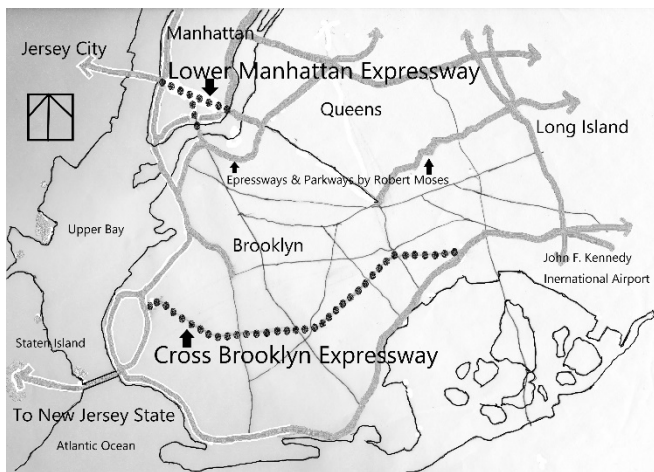 Manhattan
Jersey City
Lower Manhattan Expressway
Queens
Long Island
Epressways & Parkways by Robert Moses
Upper Bay
Brooklyn
John F. Kennedy
Inernational Airport
Staten Island
Cross Brooklyn Expressway
To New Jersey State
Atlantic Ocean